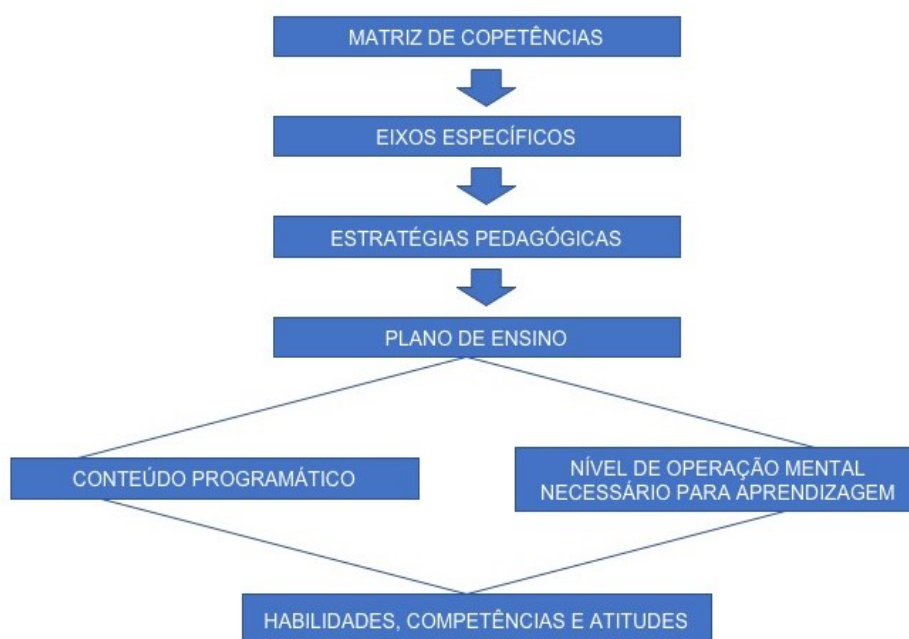 MATRIZ DE COPETÊNCIAS
EIXOS ESPECÍFICOS
ESTRATÉGIAS PEDAGÓGICAS
PLANO DE ENSINO
CONTEÚDO PROGRAMÁTICO
NÍVEL DE OPERAÇÃO MENTAL
NECESSÁRIO PARA APRENDIZAGEM
HABILIDADES, COMPETÊNCIAS E ATITUDES